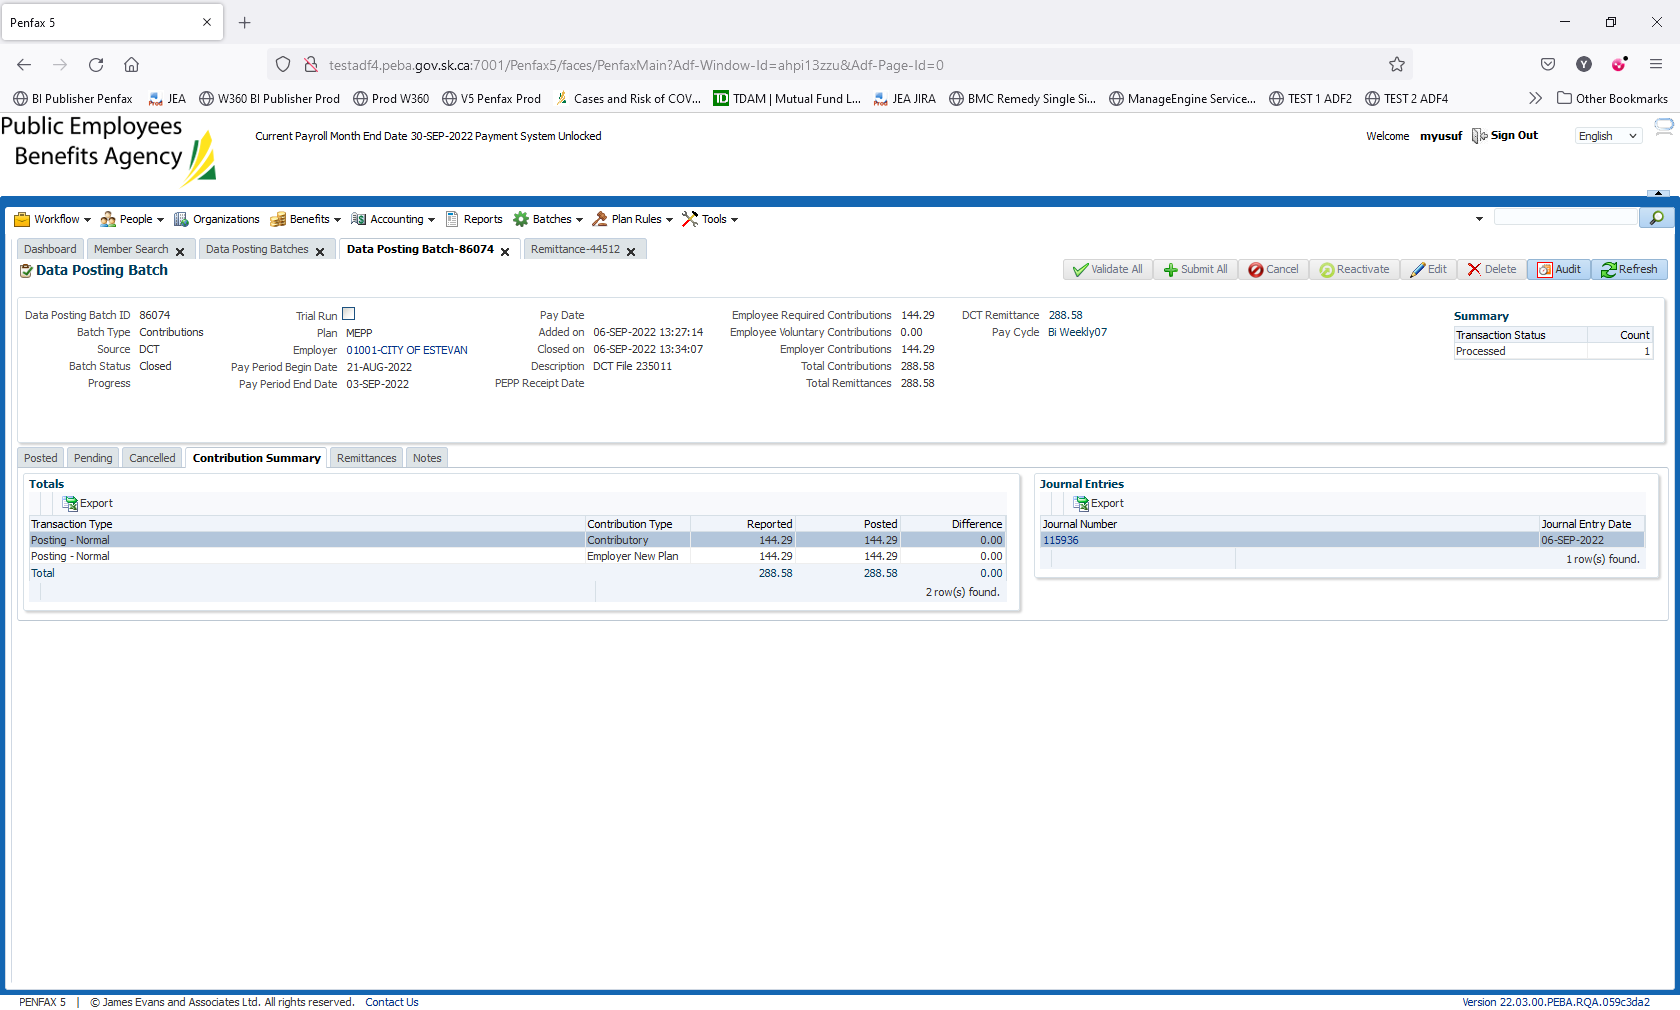 Penfax 5
testadf4.peba.gov.sk.ca:7001/Penfax5/faces/PenfaxMain?Adf-Window-Id=ahpi13zzu&Adf-Page-Id=0
Y
BI Publisher Penfax JEA W360 BI Publisher Prod Prod W360 V5 Penfax Prod Cases and Risk of COV... TD TDAM | Mutual Fund L... JEA JIRA BMC Remedy Single Si... ManageEngine Service... TEST 1 ADF2 TEST 2 ADF4 Other Bookmarks
Public Employees
Benefits Agency
Current Payroll Month End Date 30-SEP-2022 Payment System Unlocked
Welcome myusuf Sign Out English
Workflow People Organizations Benefits Accounting Reports Batches Plan Rules Tools
Dashboard Member Search Data Posting Batches Data Posting Batch-86074 Remittance-44512
Data Posting Batch
Validate All Submit All Cancel Reactivate Edit Delete Audit Refresh
Data Posting Batch ID 86074
Batch Type Contributions
Source DCT
Batch Status Closed
Progress
Trial Run
Plan MEPP
Employer 01001-CITY OF ESTEVAN
Pay Period Begin Date 21-AUG-2022
Pay Period End Date 03-SEP-2022
Pay Date
Added on 06-SEP-2022 13:27:14
Closed on 06-SEP-2022 13:34:07
Description DCT File 235011
PEPP Receipt Date
Employee Required Contributions 144.29
Employee Voluntary Contributions 0.00
Employer Contributions 144.29
Total Contributions 288.58
Total Remittances 288.58
DCT Remittance 288.58
Pay Cycle Bi Weekly07
Summary
Transaction Status Count
Processed 1
Posted Pending Cancelled Contribution Summary Remittances Notes
Totals
Export
Transaction Type Contribution Type Reported Posted Difference
Posting - Normal Contributory 144.29 144.29 0.00
Posting - Normal Employer New Plan 144.29 144.29 0.00
Total 288.58 288.58 0.00
2 row(s) found.
Journal Entries
Export
Journal Number Journal Entry Date
115936 06-SEP-2022
1 row(s) found.
PENFAX 5 | © James Evans and Associates Ltd. All rights reserved. Contact Us
Version 22.03.00.PEBA.RQA.059c3da2